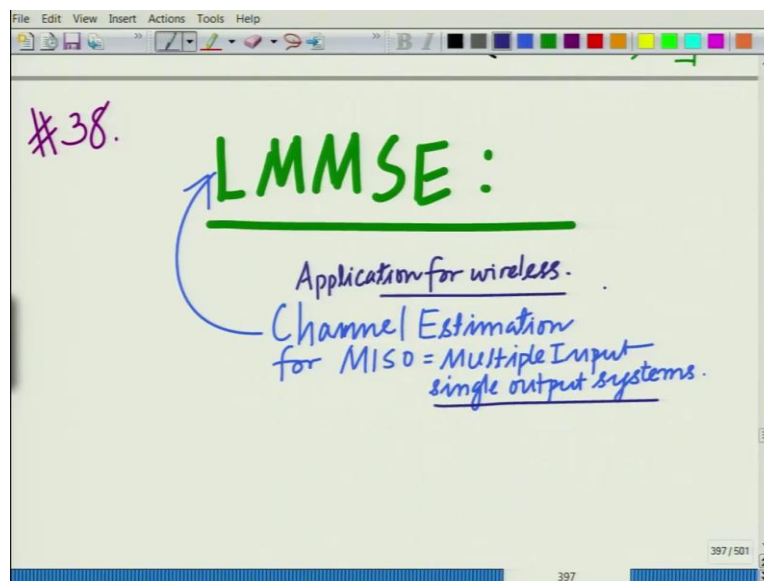 File Edit View Insert Actions Tools Help
B I
#38.
LMMSE :
Application for wireless.
Channel Estimation
for MISO = Multiple Input
single output systems.
397/501
397